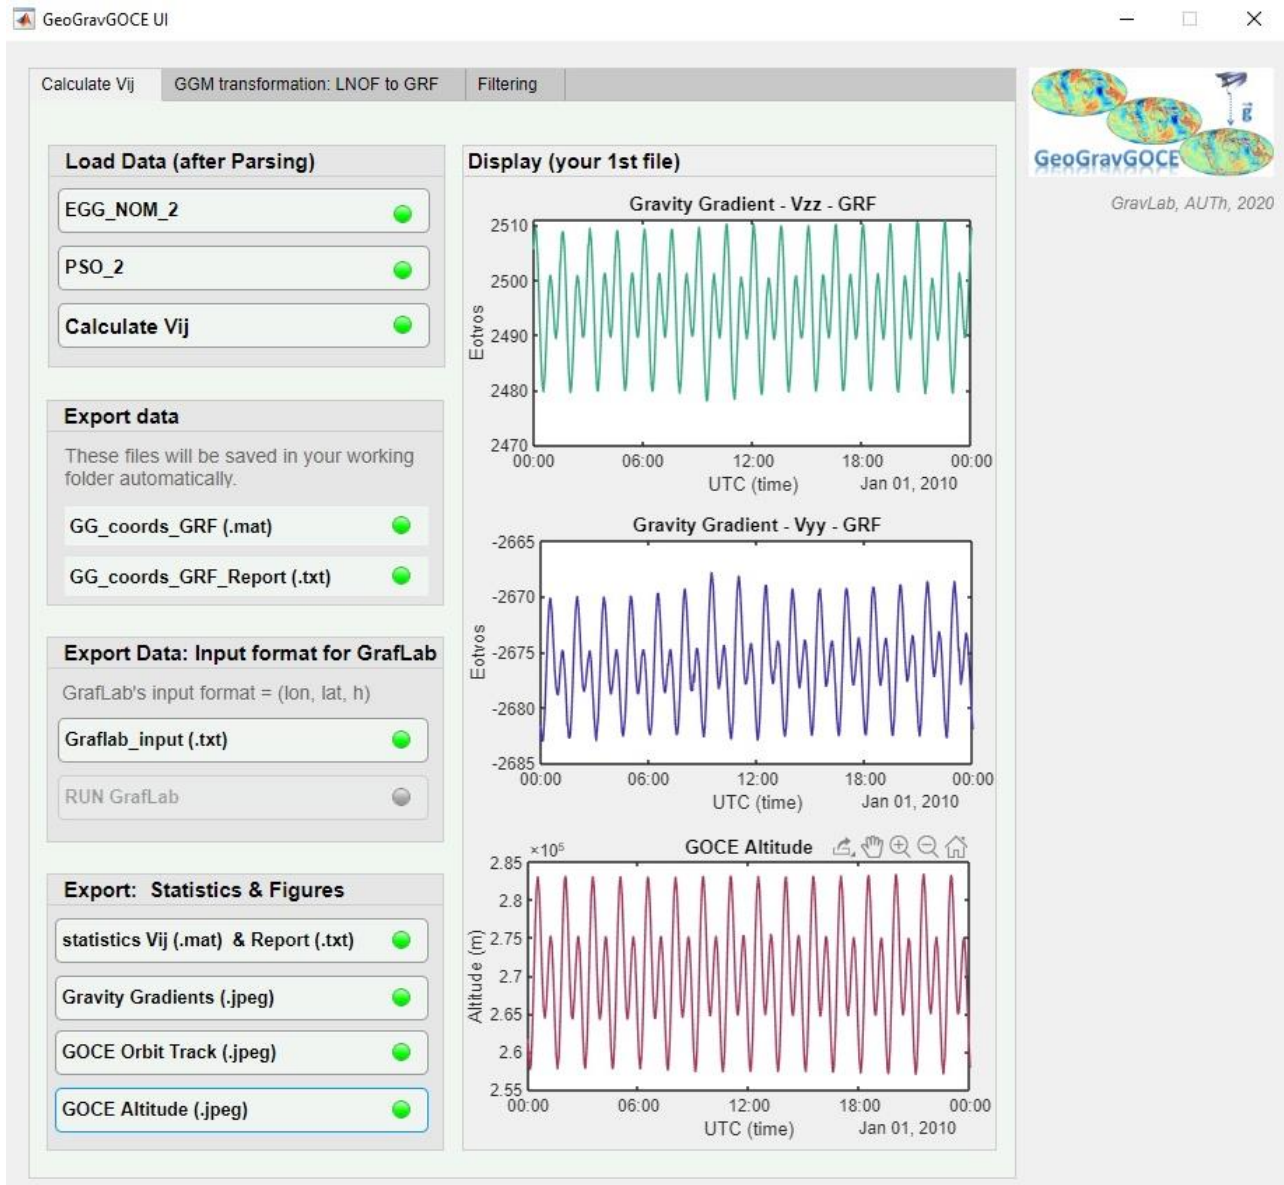 GeoGravGOCE UI
Calculate Vij
GGM transformation: LNOF to GRF
Filtering
g
GeoGravGOCE
GravLab, AUTh, 2020
Load Data (after Parsing)
EGG_NOM_2
PSO_2
Calculate Vij
Export data
These files will be saved in your working
folder automatically.
GG_coords_GRF (.mat)
GG_coords_GRF_Report (.txt)
Export Data: Input format for GrafLab
GrafLab's input format = (lon, lat, h)
Graflab_input (.txt)
RUN GrafLab
Export: Statistics & Figures
statistics Vij (.mat) & Report (.txt)
Gravity Gradients (.jpeg)
GOCE Orbit Track (.jpeg)
GOCE Altitude (.jpeg)
Display (your 1st file)
Gravity Gradient - Vzz - GRF
2510
2500
2490
2480
2470
Eotvos
00:00 06:00 12:00 18:00 00:00
UTC (time) Jan 01, 2010
Gravity Gradient - Vyy - GRF
-2665
-2670
-2675
-2680
-2685
Eotvos
00:00 06:00 12:00 18:00 00:00
UTC (time) Jan 01, 2010
GOCE Altitude
×10⁵
2.85
2.8
2.75
2.7
2.65
2.6
2.55
Altitude (m)
00:00 06:00 12:00 18:00 00:00
UTC (time) Jan 01, 2010